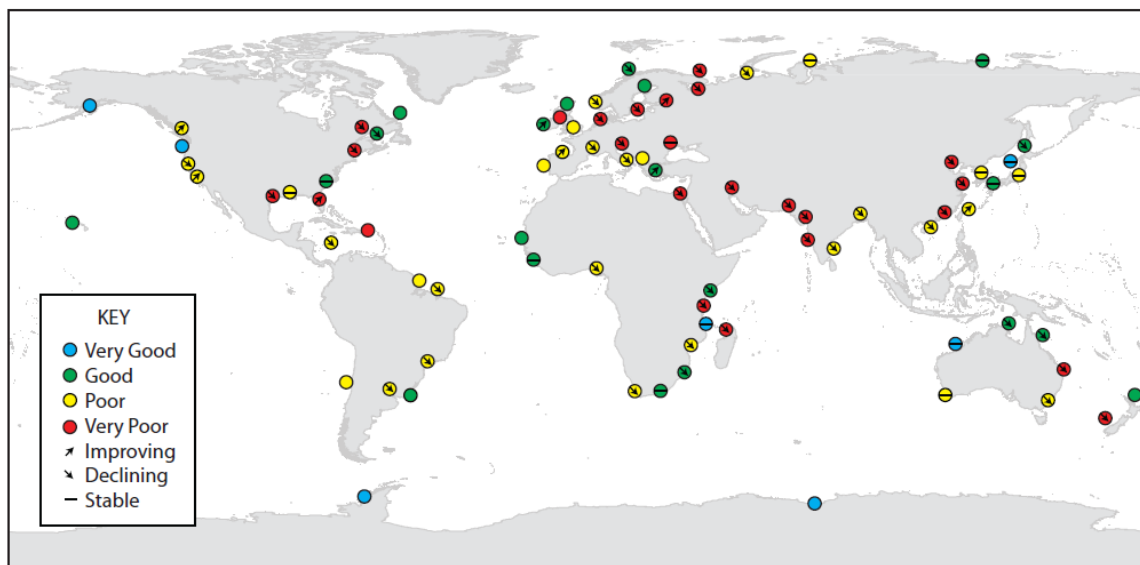 KEY
Very Good
Good
Poor
Very Poor
Improving
Declining
Stable